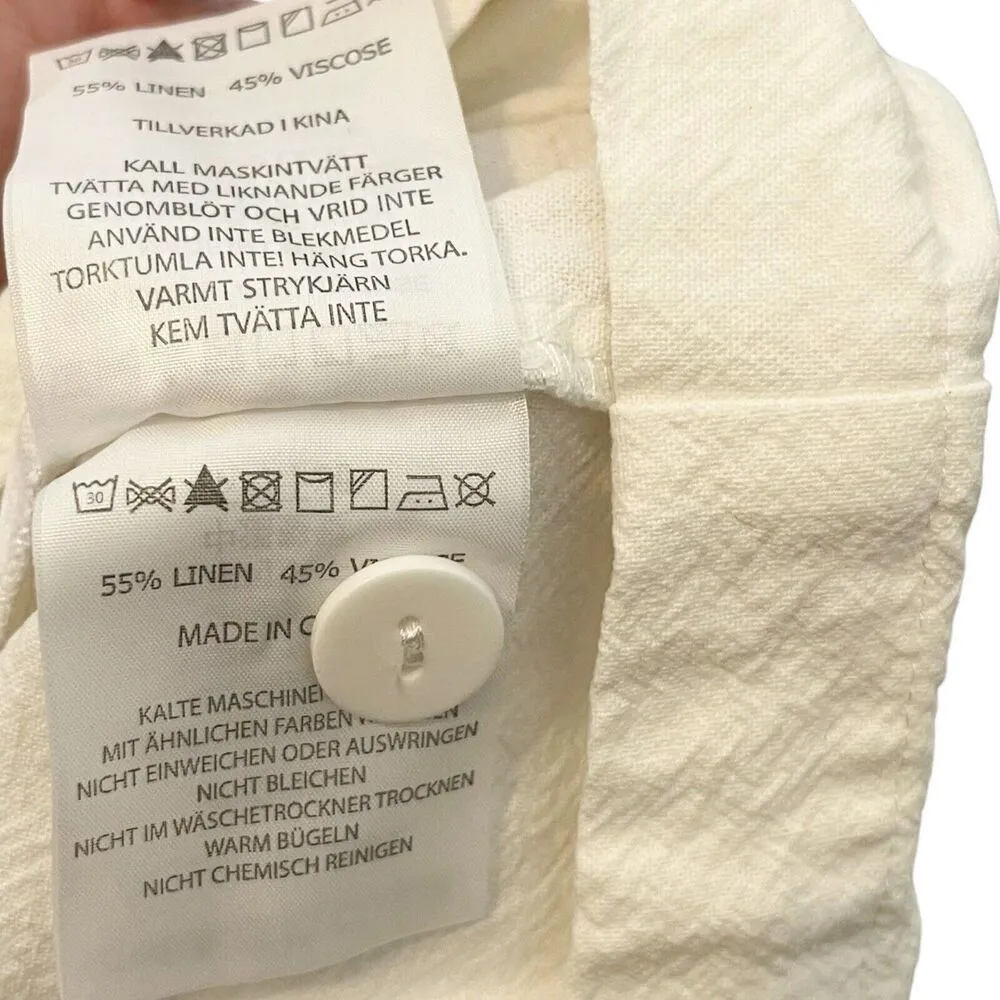 55% LINEN 45% VISCOSE
TILLVERKAD I KINA
KALL MASKINTVÄTT
TVÄTTA MED LIKNANDE FÄRGER
GENOMBLÖT OCH VRID INTE
ANVÄND INTE BLEKMEDEL
TORKTUMLA INTE! HÄNG TORKA.
VARMT STRYKJÄRN
KEM TVÄTTA INTE
30
55% LINEN 45%
MADE IN
KALTE
MIT ÄHNLICHEN FARBEN
NICHT EINWEICHEN ODER AUSWRINGEN
NICHT BLEICHEN
NICHT IM WÄSCHETROCKNER TROCKNEN
WARM BÜGELN
NICHT CHEMISCH REINIGEN